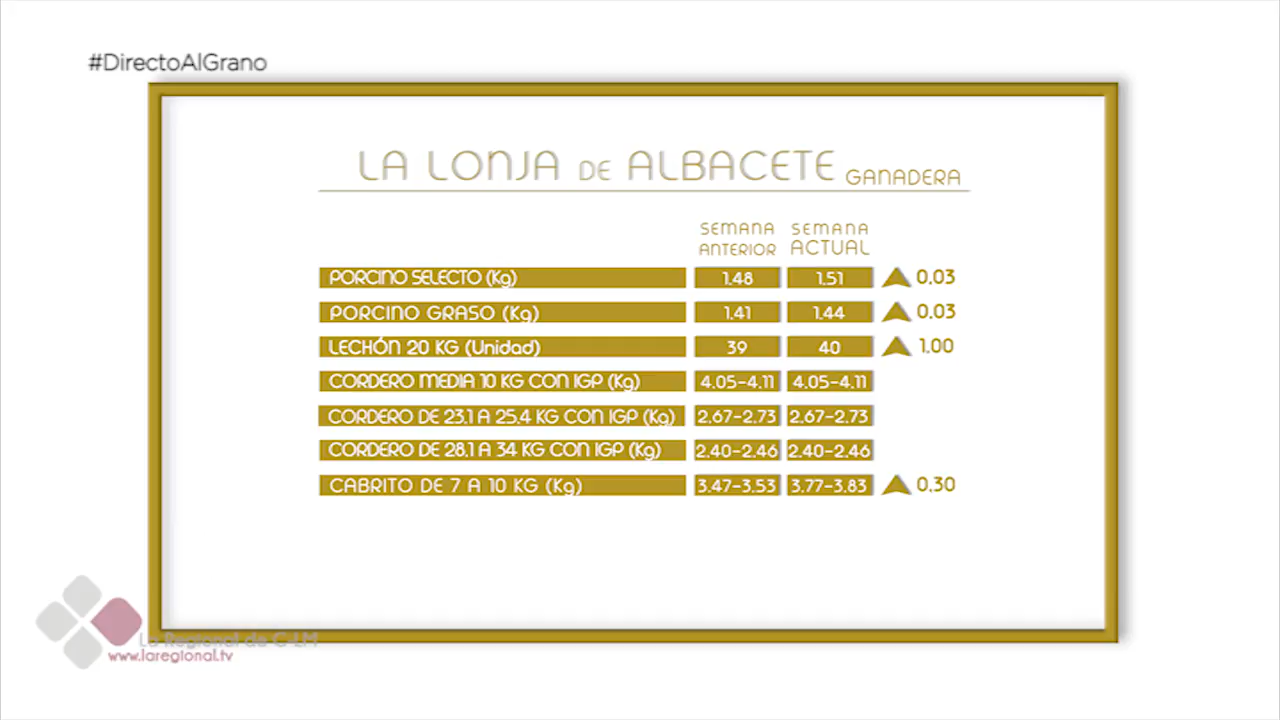 #DirectoAlGrano
LA LONJA DE ALBACETE GANADERA
SEMANA ANTERIOR SEMANA ACTUAL
PORCINO SELECTO (Kg) 1.48 1.51 0.03
PORCINO GRASO (Kg) 1.41 1.44 0.03
LECHÓN 20 KG (Unidad) 39 40 1.00
CORDERO MEDIA 10 KG CON IGP (Kg) 4.05-4.11 4.05-4.11
CORDERO DE 23.1 A 25.4 KG CON IGP (Kg) 2.67-2.73 2.67-2.73
CORDERO DE 28.1 A 34 KG CON IGP (Kg) 2.40-2.46 2.40-2.46
CABRITO DE 7 A 10 KG (Kg) 3.47-3.53 3.77-3.83 0.30
La Regional de C-LM
www.laregional.tv